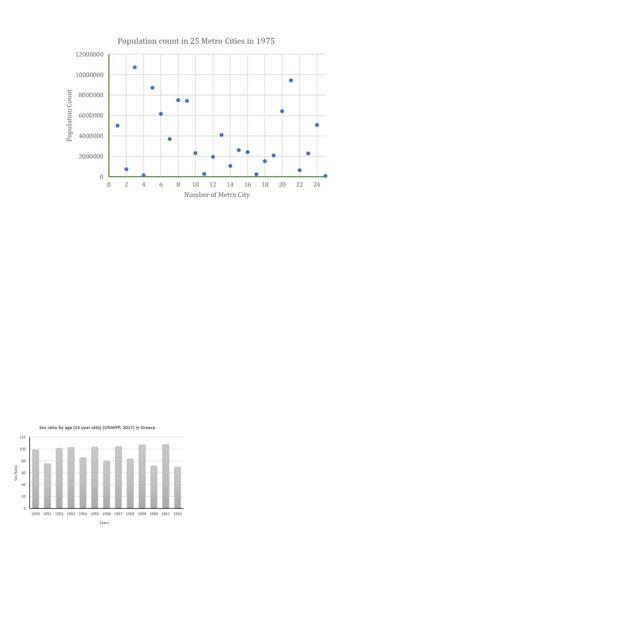 Population count in 25 Metro Cities in 1975
12000000
10000000
8000000
6000000
4000000
2000000
0
Population Count
0 2 4 6 8 10 12 14 16 18 20 22 24
Number of Metro City
Sex ratio by age (15 year olds) (UNWPP, 2017) in Greece
120
100
80
60
40
20
0
Sex Ratio
1950 1951 1952 1953 1954 1955 1956 1957 1958 1959 1960 1961 1962
Years